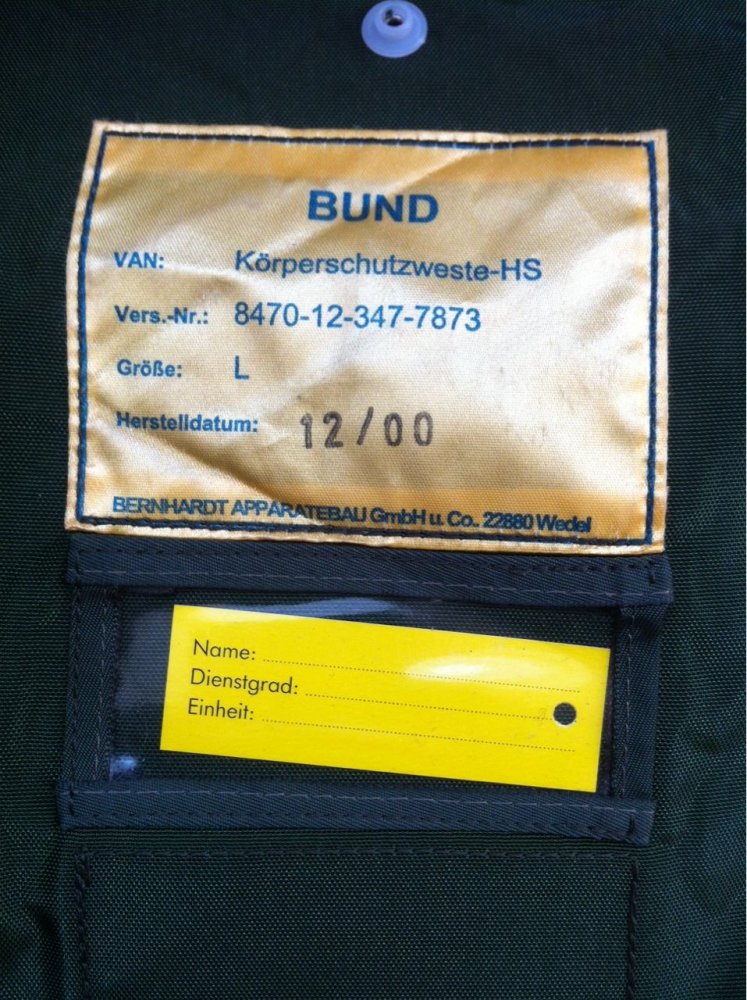 BUND
VAN: Körperschutzweste-HS
Vers.-Nr.: 8470-12-347-7873
Größe: L
Herstelldatum: 12/00
BERNHARDT APPARATEBAU GmbH u. Co.. 22880 Wedel
Name:
Dienstgrad:
Einheit: